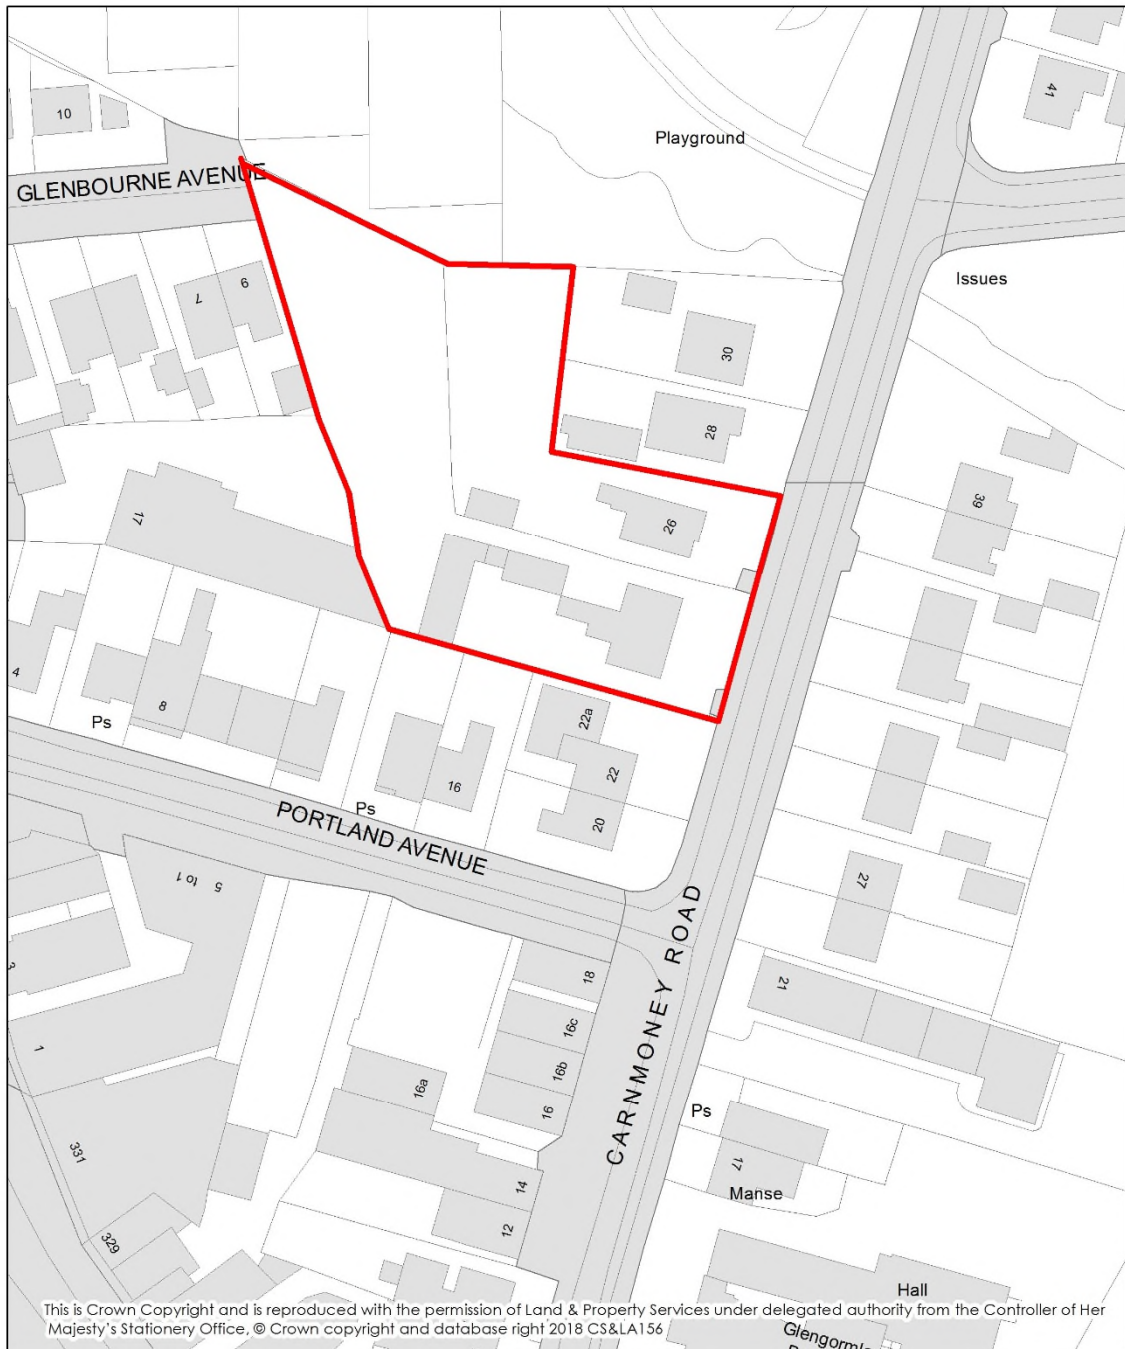 41
10
Playground
GLENBOURNE AVENUE
Issues
9
7
30
28
39
17
26
4
8
Ps
22a
22
16
20
Ps
PORTLAND AVENUE
27
5 to 1
CARNMONEY ROAD
3
18
21
16c
1
16b
16a
16
Ps
331
17
14
Manse
12
329
Hall
This is Crown Copyright and is reproduced with the permission of Land & Property Services under delegated authority from the Controller of Her
Majesty's Stationery Office, © Crown copyright and database right 2018 CS&LA156